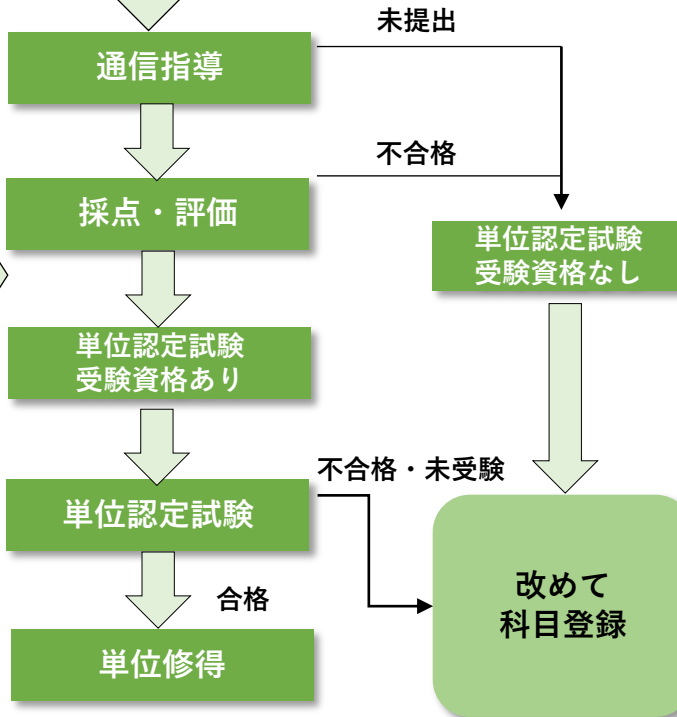 未提出
通信指導
不合格
採点・評価
単位認定試験
受験資格なし
単位認定試験
受験資格あり
不合格・未受験
単位認定試験
合格
改めて
科目登録
単位修得